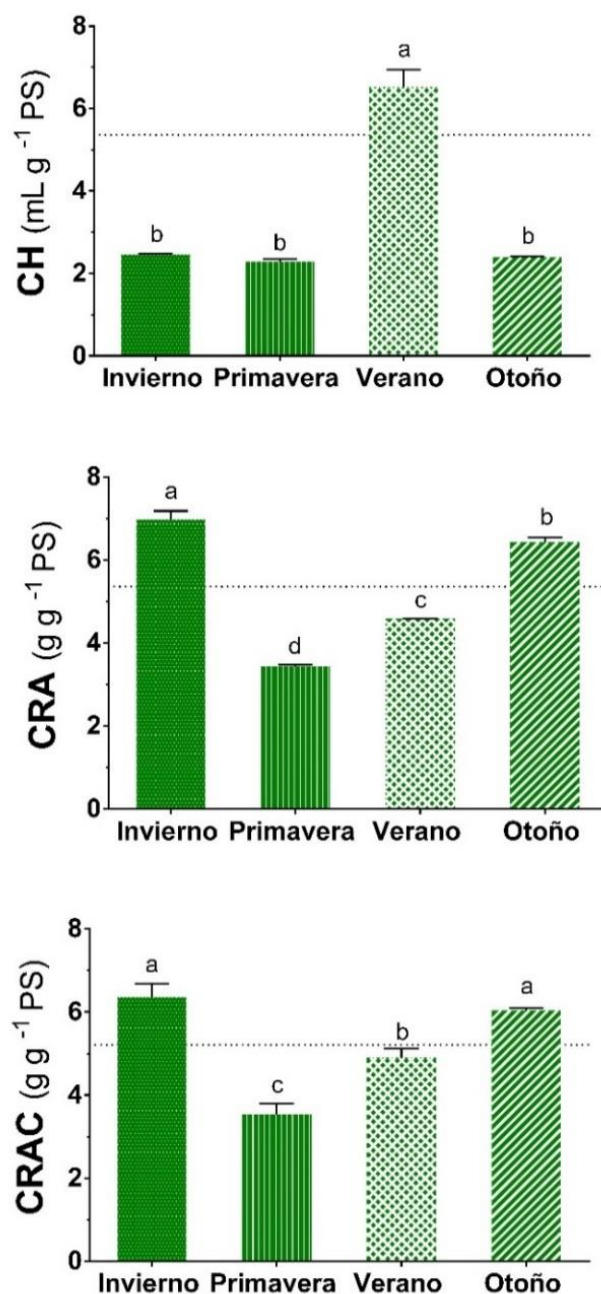 8
a
6
4
b
b
b
2
0
CH (mL g ⁻¹ PS)
Invierno Primavera Verano Otoño
8
a
b
6
c
4
d
2
0
CRA (g g ⁻¹ PS)
Invierno Primavera Verano Otoño
8
a
a
6
b
4
c
2
0
CRAC (g g ⁻¹ PS)
Invierno Primavera Verano Otoño